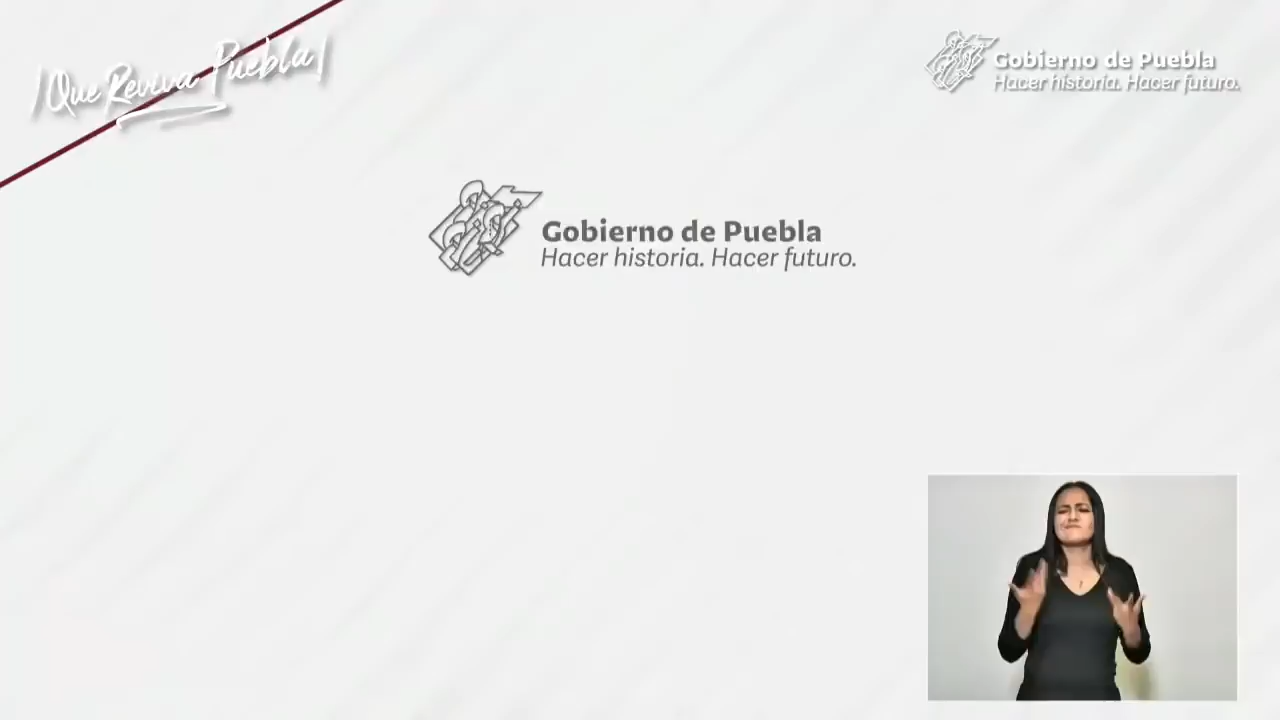 ¡Que Reviva Puebla!
Gobierno de Puebla
Hacer historia. Hacer futuro.
Gobierno de Puebla
Hacer historia. Hacer futuro.